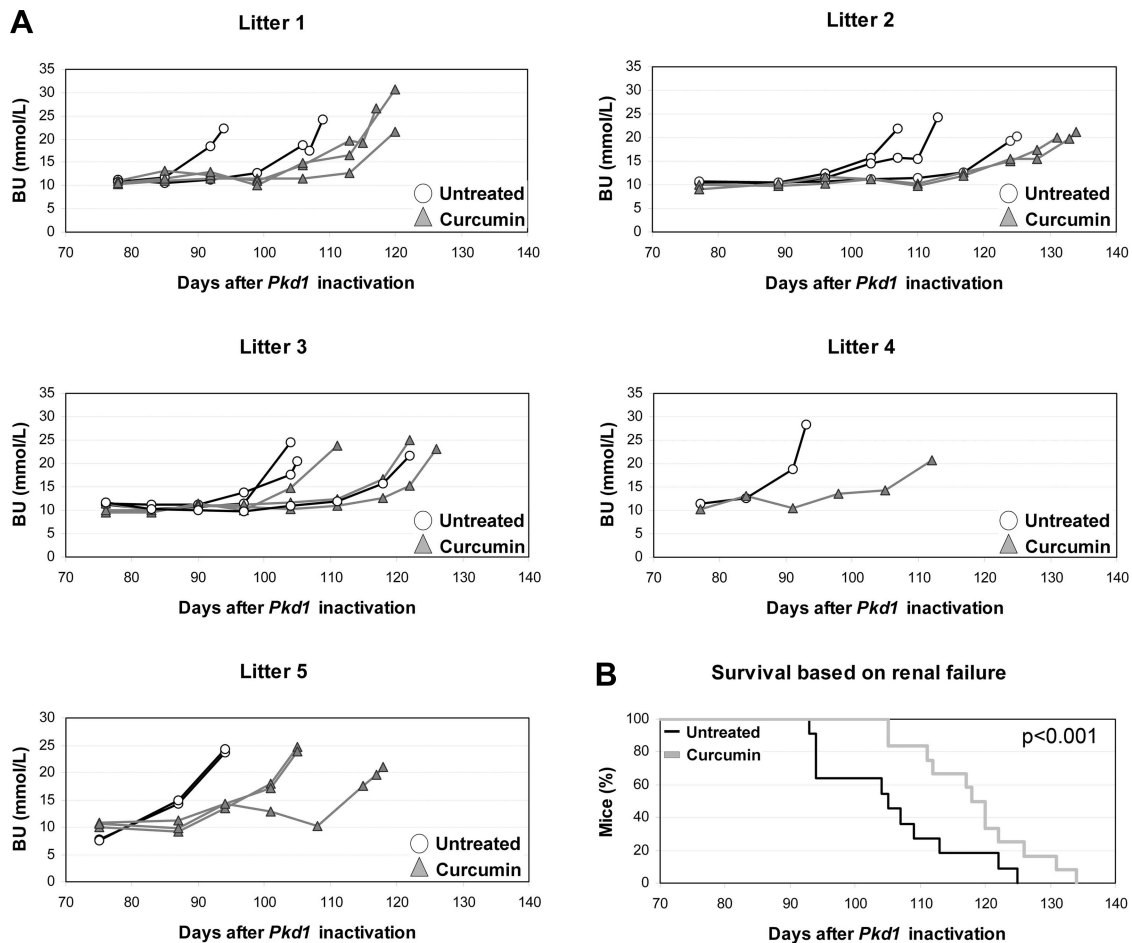 A
Litter 1
BU (mmol/L)
35
30
25
20
15
10
5
0
Untreated
Curcumin
70 80 90 100 110 120 130 140
Days after Pkd1 inactivation
Litter 2
BU (mmol/L)
35
30
25
20
15
10
5
0
Untreated
Curcumin
70 80 90 100 110 120 130 140
Days after Pkd1 inactivation
Litter 3
BU (mmol/L)
35
30
25
20
15
10
5
0
Untreated
Curcumin
70 80 90 100 110 120 130 140
Days after Pkd1 inactivation
Litter 4
BU (mmol/L)
35
30
25
20
15
10
5
0
Untreated
Curcumin
70 80 90 100 110 120 130 140
Days after Pkd1 inactivation
Litter 5
BU (mmol/L)
30
25
20
15
10
5
0
Untreated
Curcumin
70 80 90 100 110 120 130 140
Days after Pkd1 inactivation
B
Survival based on renal failure
Mice (%)
100
80
60
40
20
0
Untreated
Curcumin
p<0.001
70 80 90 100 110 120 130 140
Days after Pkd1 inactivation